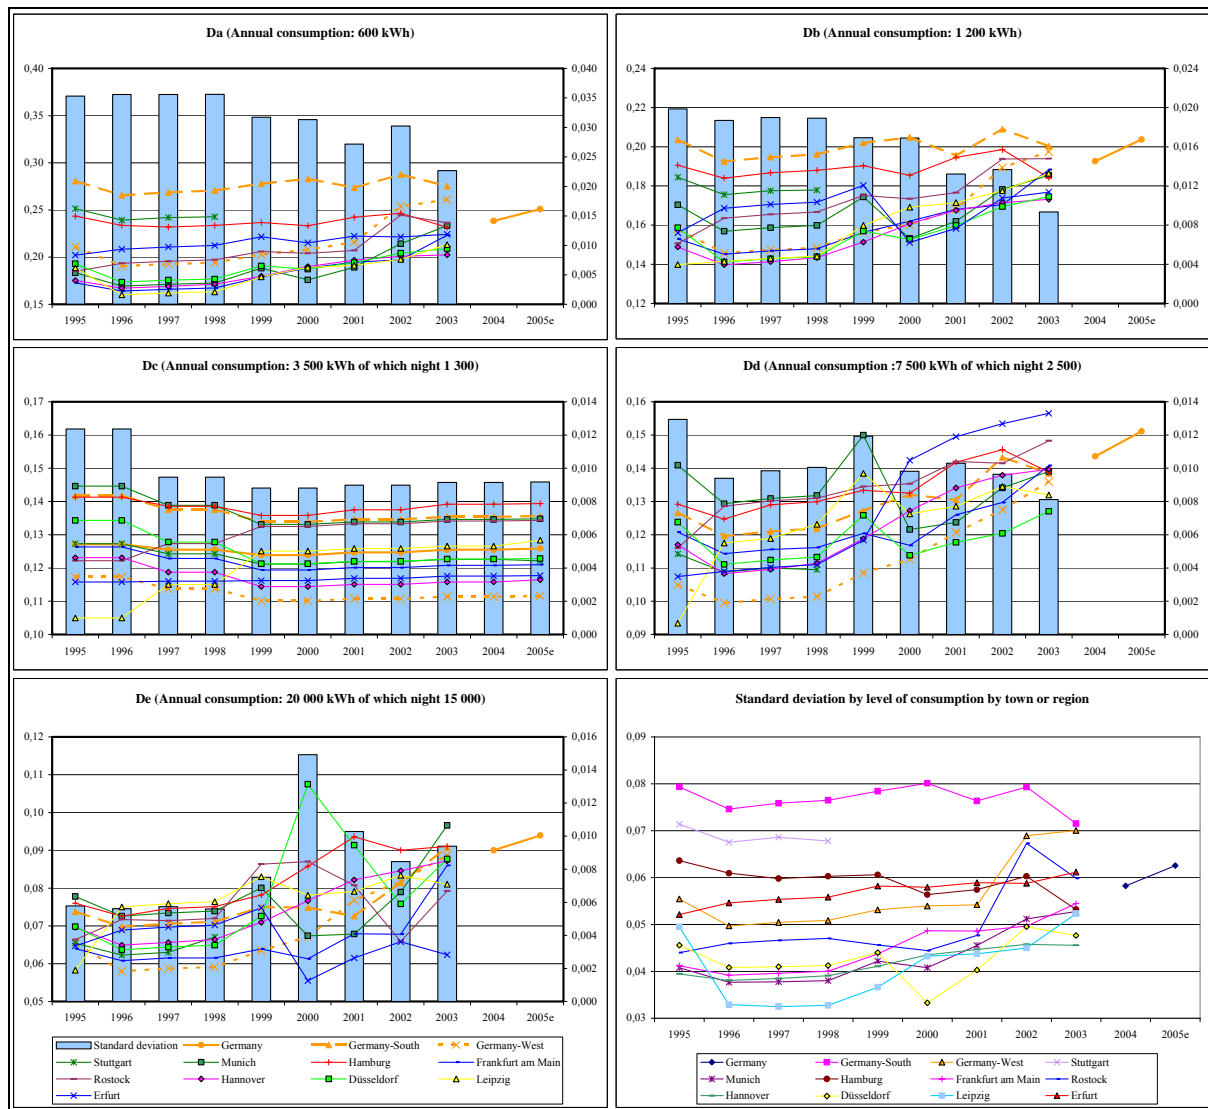 Da (Annual consumption: 600 kWh)
0,40 0,040
0,35 0,035
0,030
0,30 0,025
0,25 0,020
0,015
0,20 0,010
0,005
0,15 0,000
1995 1996 1997 1998 1999 2000 2001 2002 2003 2004 2005e
Db (Annual consumption: 1 200 kWh)
0,24 0,024
0,22 0,020
0,20 0,016
0,18 0,012
0,16 0,008
0,14 0,004
0,12 0,000
1995 1996 1997 1998 1999 2000 2001 2002 2003 2004 2005e
Dc (Annual consumption: 3 500 kWh of which night 1 300)
0,17 0,014
0,16 0,012
0,15 0,010
0,14 0,008
0,13 0,006
0,12 0,004
0,11 0,002
0,10 0,000
1995 1996 1997 1998 1999 2000 2001 2002 2003 2004 2005e
Dd (Annual consumption :7 500 kWh of which night 2 500)
0,15 0,014
0,14 0,012
0,010
0,13 0,008
0,12 0,006
0,11 0,004
0,10 0,002
0,09 0,000
1995 1996 1997 1998 1999 2000 2001 2002 2003 2004 2005e
De (Annual consumption: 20 000 kWh of which night 15 000)
0,12 0,016
0,11 0,014
0,10 0,012
0,09 0,010
0,008
0,08 0,006
0,07 0,004
0,06 0,002
0,05 0,000
1995 1996 1997 1998 1999 2000 2001 2002 2003 2004 2005e
Standard deviation Germany Germany-South Germany-West
Stuttgart Munich Hamburg Frankfurt am Main
Rostock Hannover Düsseldorf Leipzig
Erfurt
Standard deviation by level of consumption by town or region
0,09
0,08
0,07
0,06
0,05
0,04
0,03
1995 1996 1997 1998 1999 2000 2001 2002 2003 2004 2005e
Germany Germany-South Germany-West Stuttgart
Munich Hamburg Frankfurt am Main Rostock
Hannover Düsseldorf Leipzig Erfurt